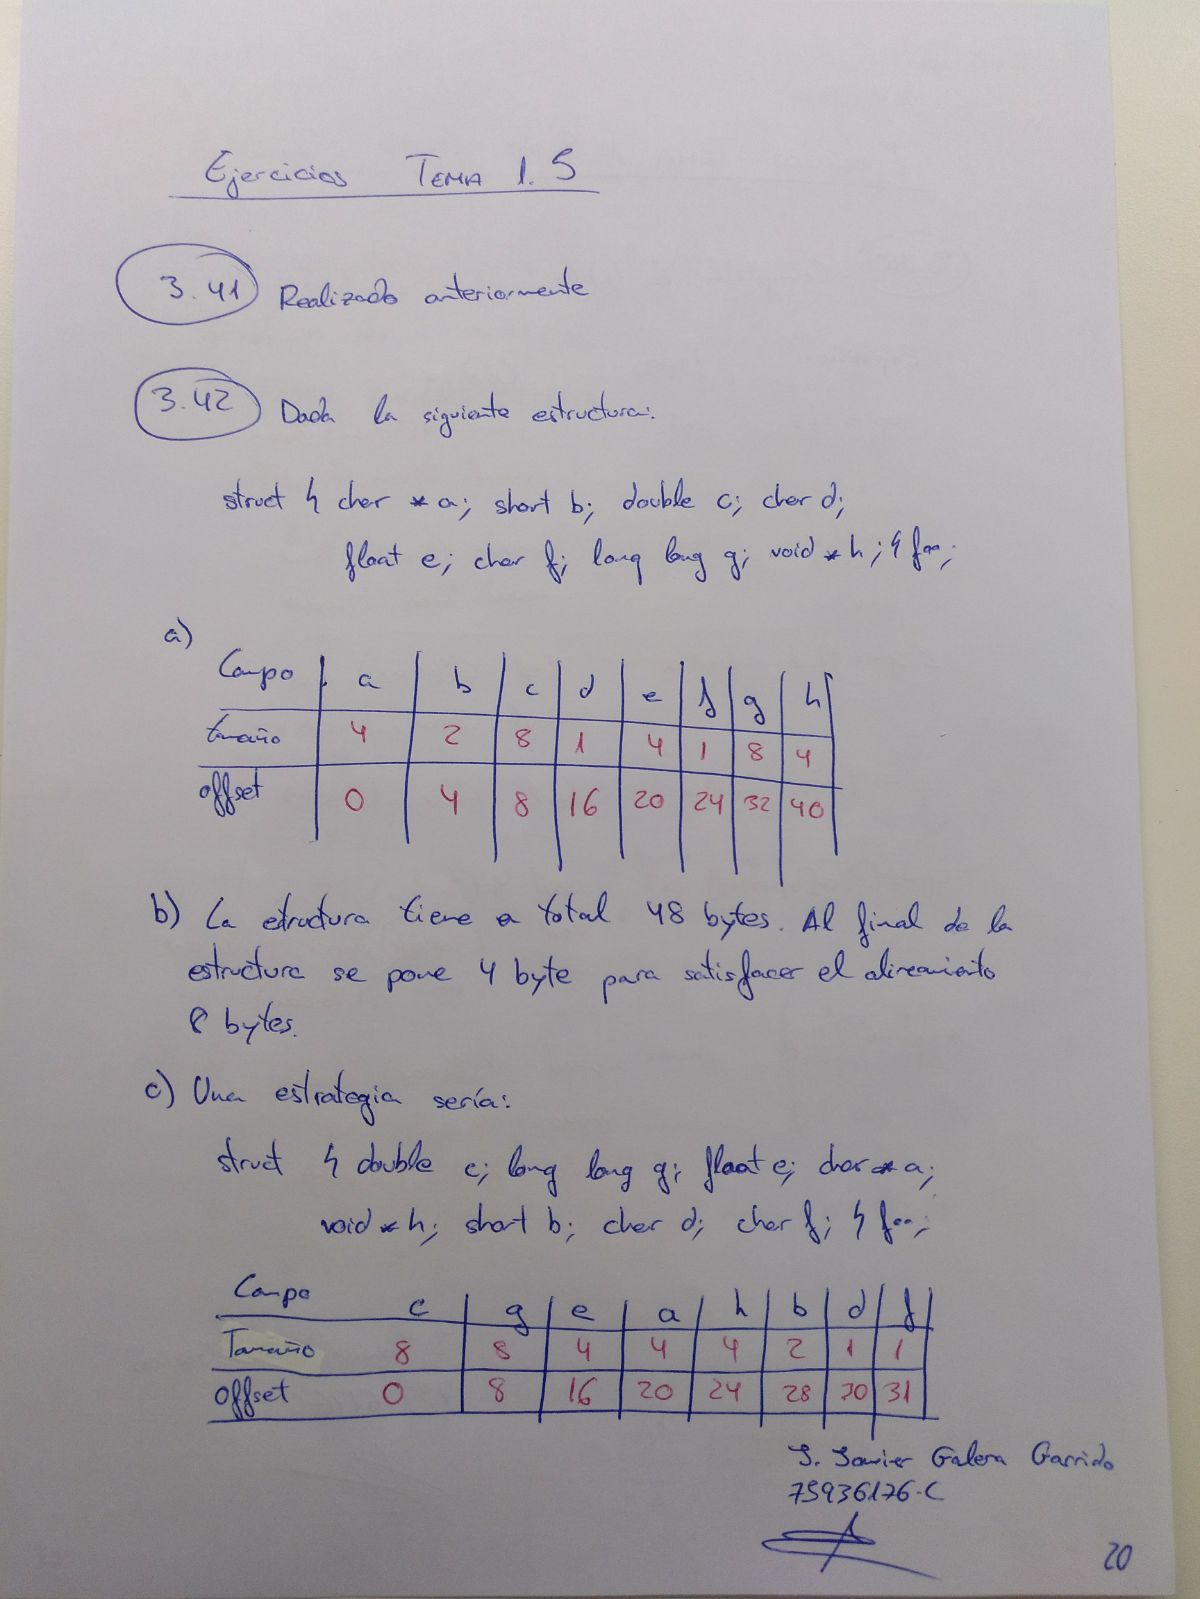 Ejercicios Tema 1.5
3.41 Realizado anteriormente
3.42 Dada la siguiente estructura:
struct { char *a; short b; double c; char d;
float e; char f; long long g; void *h; } foo;
a)
Campo a b c d e f g h
tamaño 4 2 8 1 4 1 8 4
offset 0 4 8 16 20 24 32 40
b) La etructura tiene a total 48 bytes. Al final de la
estructura se pone 4 byte para satisfacer el alineamiento
8 bytes.
c) Una estrategia sería:
struct { double c; long long g; float e; char *a;
void *h; short b; char d; char f; } foo;
Campo c g e a h b d f
Tamaño 8 8 4 4 4 2 1 1
offset 0 8 16 20 24 28 30 31
J. Javier Galera Garrido
75936176-C
20